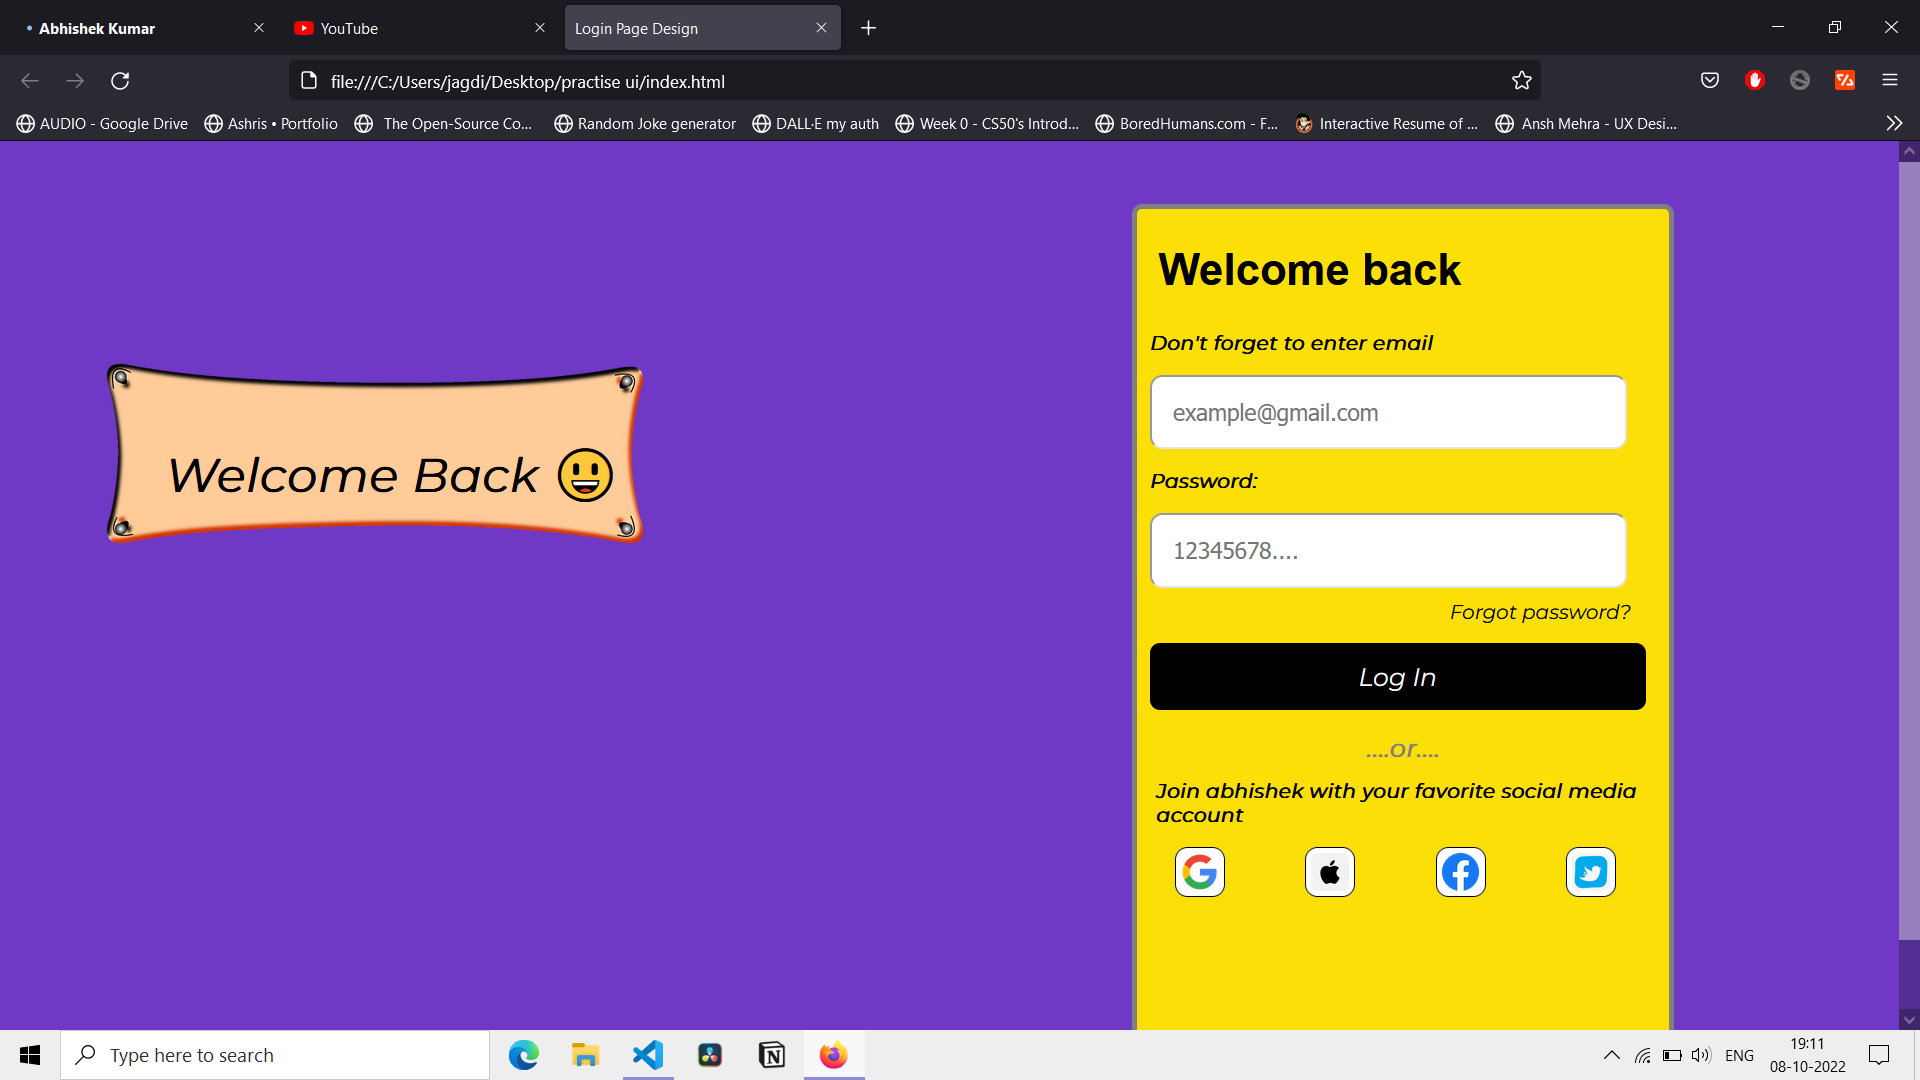 Abhishek Kumar
YouTube
Login Page Design
file:///C:/Users/jagdi/Desktop/practise ui/index.html
AUDIO - Google Drive
Ashris • Portfolio
The Open-Source Co...
Random Joke generator
DALL·E my auth
Week 0 - CS50's Introd...
BoredHumans.com - F...
Interactive Resume of ...
Ansh Mehra - UX Desi...
Welcome Back 😃
Welcome back
Don't forget to enter email
example@gmail.com
Password:
12345678....
Forgot password?
Log In
....or....
Join abhishek with your favorite social media
account
Type here to search
ENG
19:11
08-10-2022